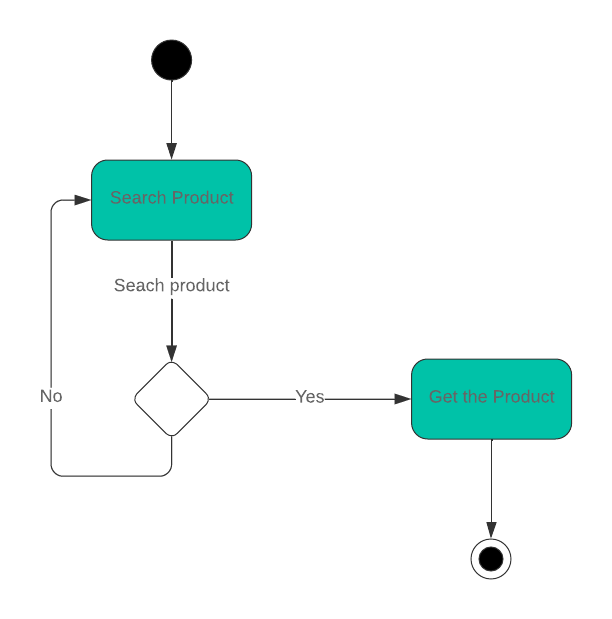 Search Product
Seach product
No
Yes
Get the Product